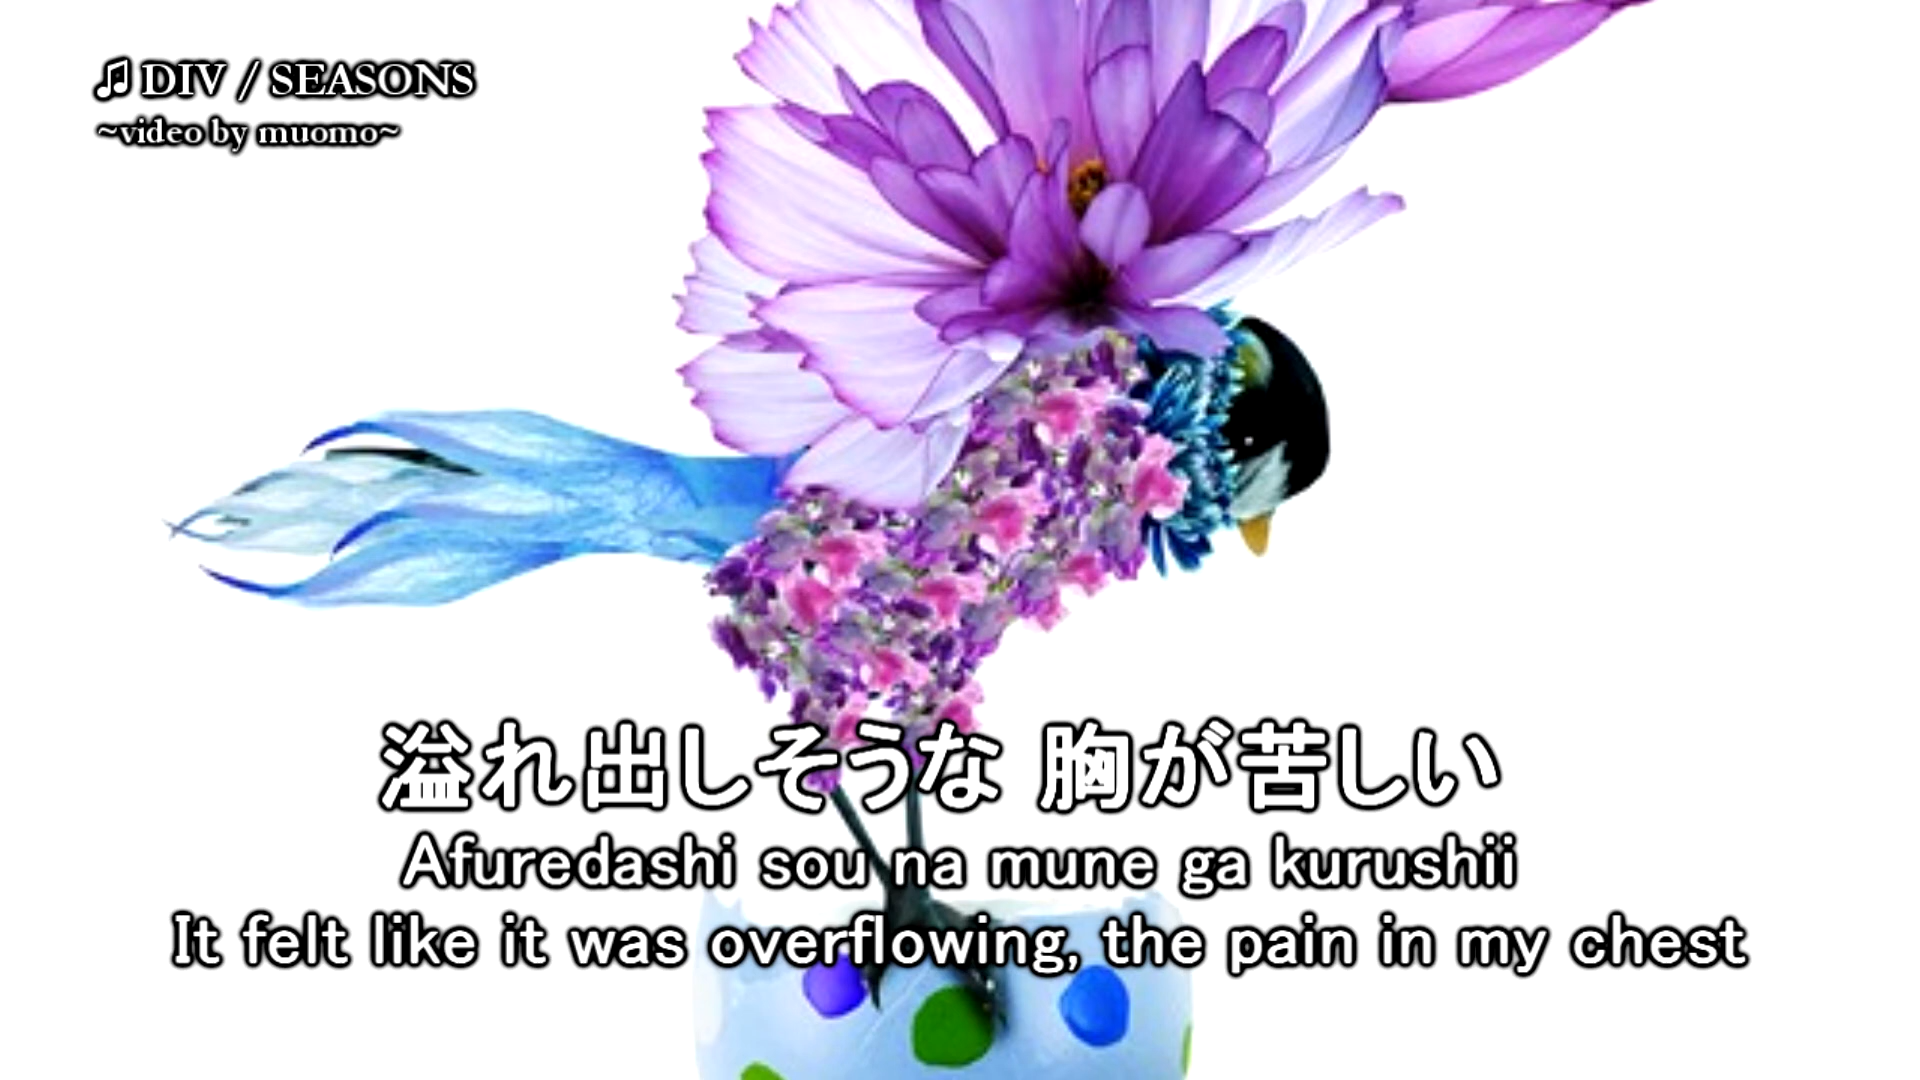 ♫ DIV / SEASONS
~video by muomo~
溢れ出しそうな 胸が苦しい
Afuredashi sou na mune ga kurushii
It felt like it was overflowing, the pain in my chest